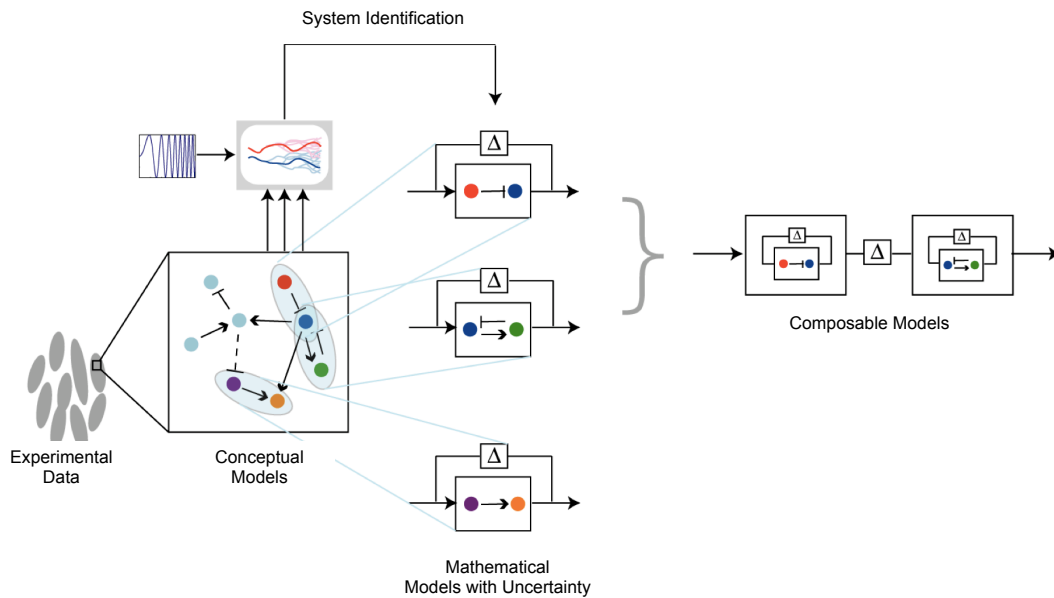 System Identification
Δ
Δ
Δ
Δ
Δ
Δ
Composable Models
Experimental
Data
Conceptual
Models
Mathematical
Models with Uncertainty